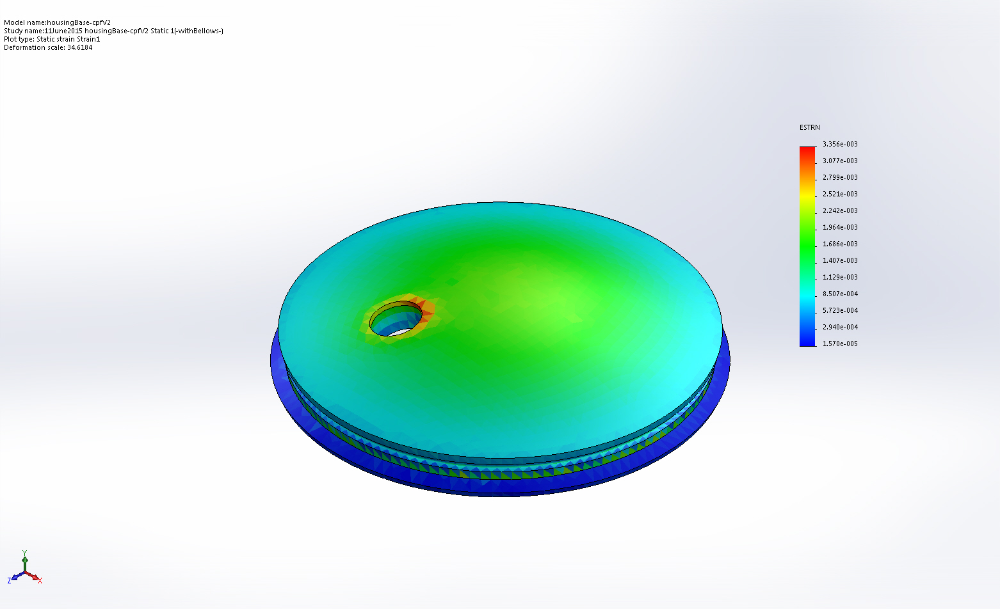 Model name:housingBase-cpfV2
Study name:11June2015 housingBase-cpfV2 Static 1(-withBellows-)
Plot type: Static strain Strain1
Deformation scale: 34.6184
ESTRN
3.356e-003
3.077e-003
2.799e-003
2.521e-003
2.242e-003
1.964e-003
1.686e-003
1.407e-003
1.129e-003
8.507e-004
5.723e-004
2.940e-004
1.570e-005
Y
Z
X